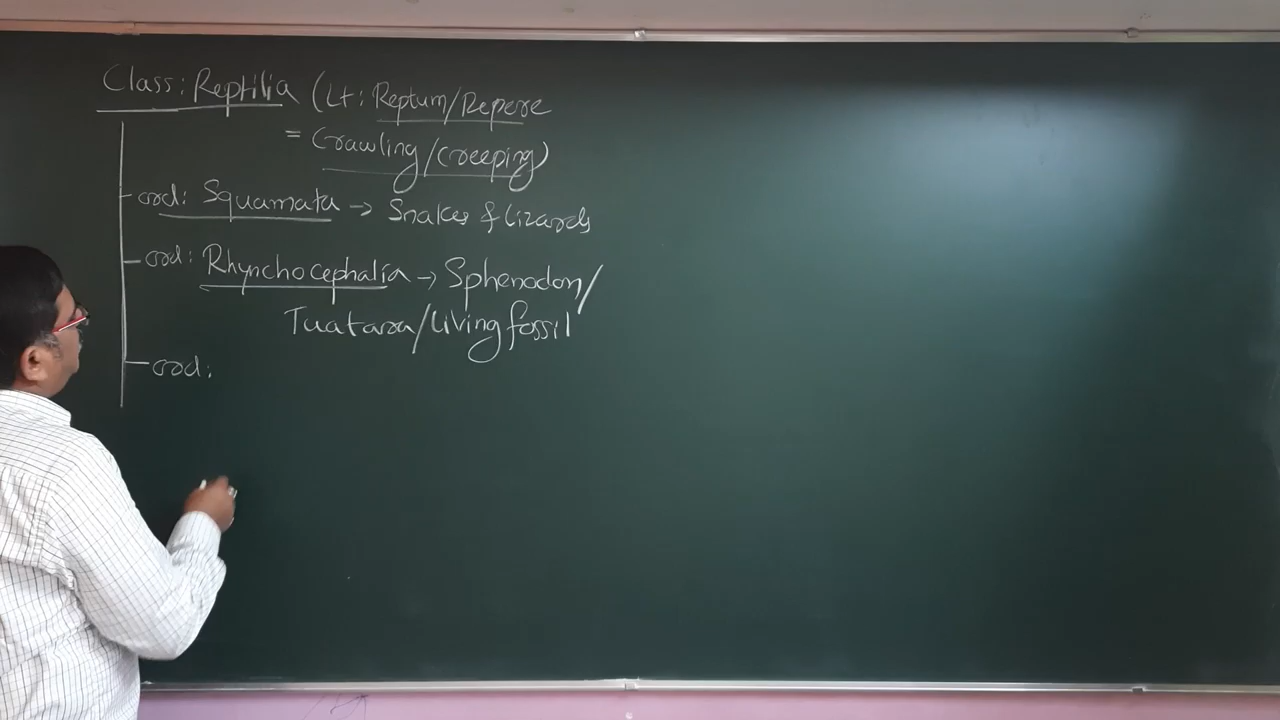 Class: Reptilia (Lt: Reptum/Repere
= Crawling/creeping)
ord: Squamata → Snakes & Lizards
ord: Rhynchocephalia → Sphenodon/
Tuatara/Living fossil
ord: